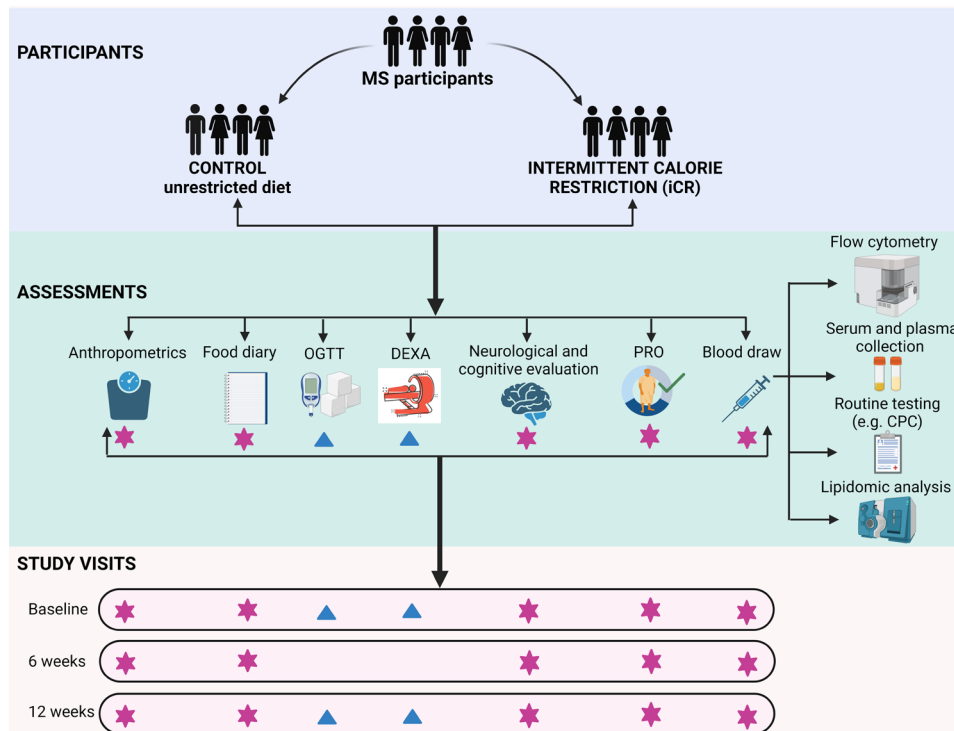 PARTICIPANTS
MS participants
CONTROL
unrestricted diet
INTERMITTENT CALORIE
RESTRICTION (iCR)
ASSESSMENTS
Anthropometrics
Food diary
OGTT
DEXA
Neurological and
cognitive evaluation
PRO
Blood draw
Flow cytometry
Serum and plasma
collection
Routine testing
(e.g. CPC)
Lipidomic analysis
STUDY VISITS
Baseline
6 weeks
12 weeks